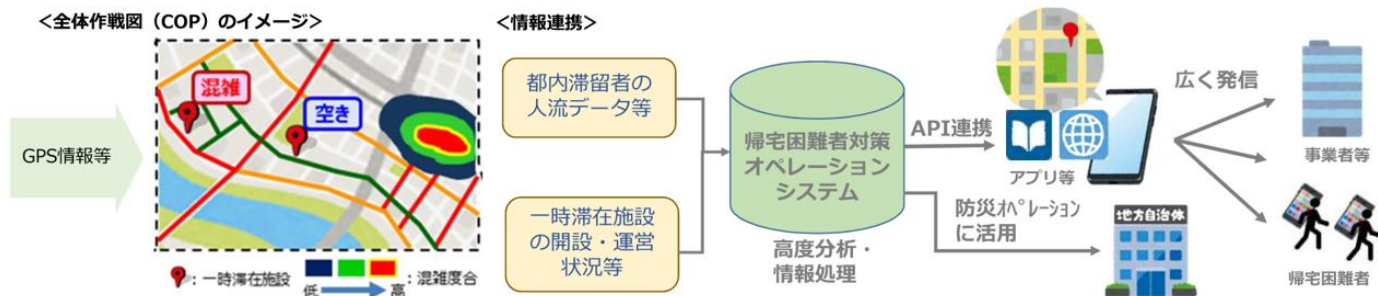 ＜全体作戦図（COP）のイメージ＞
GPS情報等
混雑
空き
：一時滞在施設
低
高
：混雑度合
＜情報連携＞
都内滞留者の
人流データ等
一時滞在施設
の開設・運営
状況等
帰宅困難者対策
オペレーション
システム
高度分析・
情報処理
API連携
アプリ等
防災ｵﾍﾟﾚｰｼｮﾝ
に活用
地方自治体
広く発信
事業者等
帰宅困難者